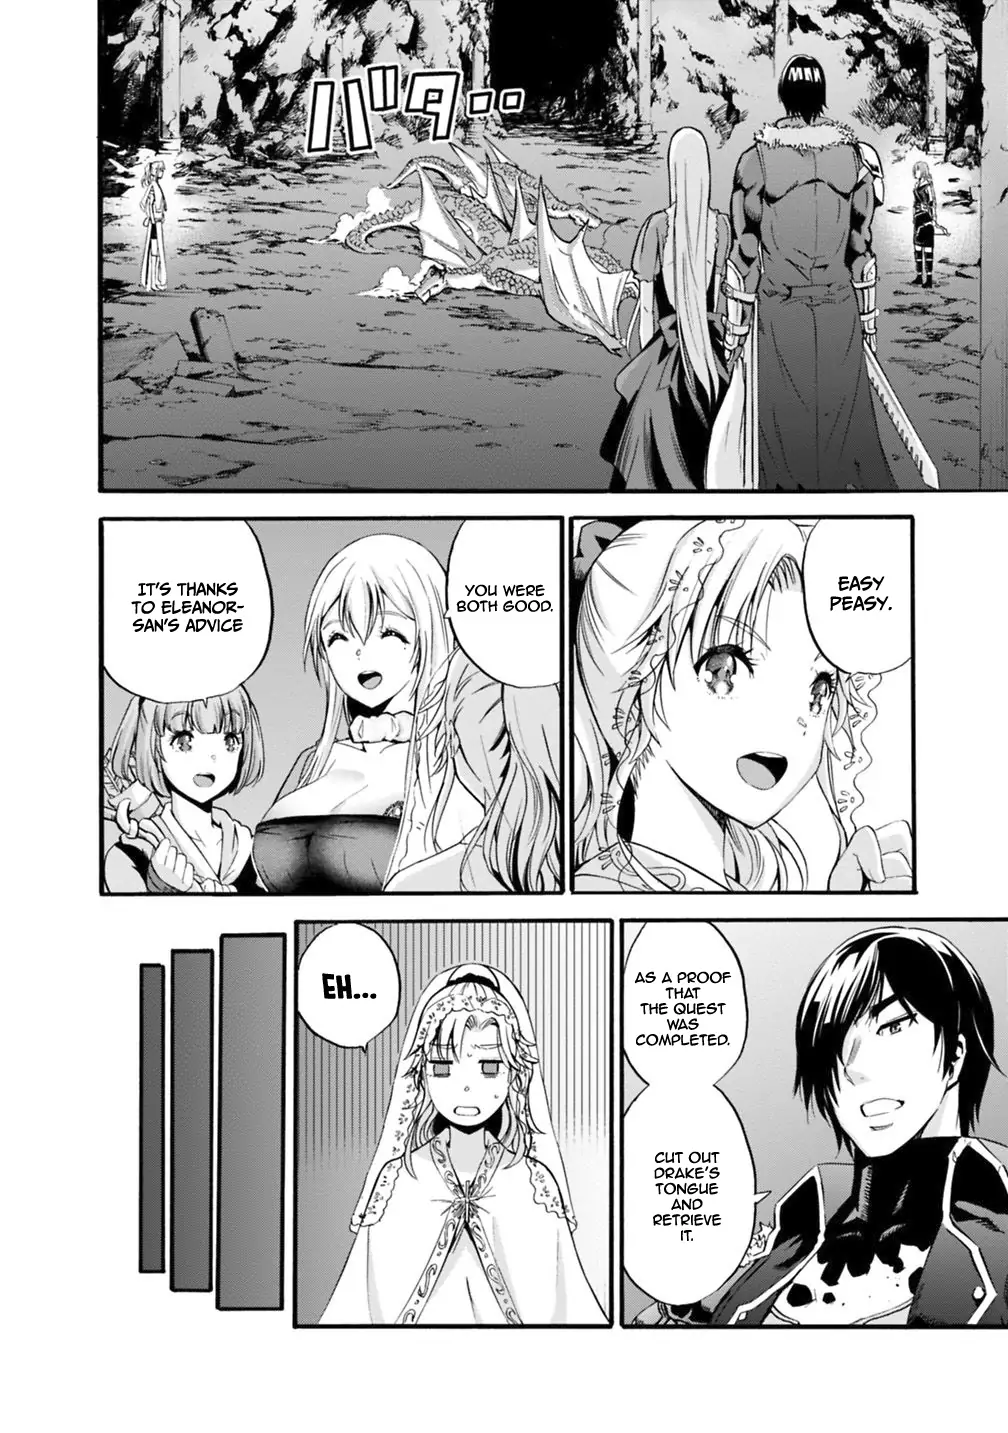 バタ‥
EASY
PEASY.
YOU WERE
BOTH GOOD.
IT'S THANKS
TO ELEANOR-
SAN'S ADVICE
AS A PROOF
THAT
THE QUEST
WAS
COMPLETED.
CUT OUT
DRAKE'S
TONGUE
AND
RETRIEVE
IT.
EH...